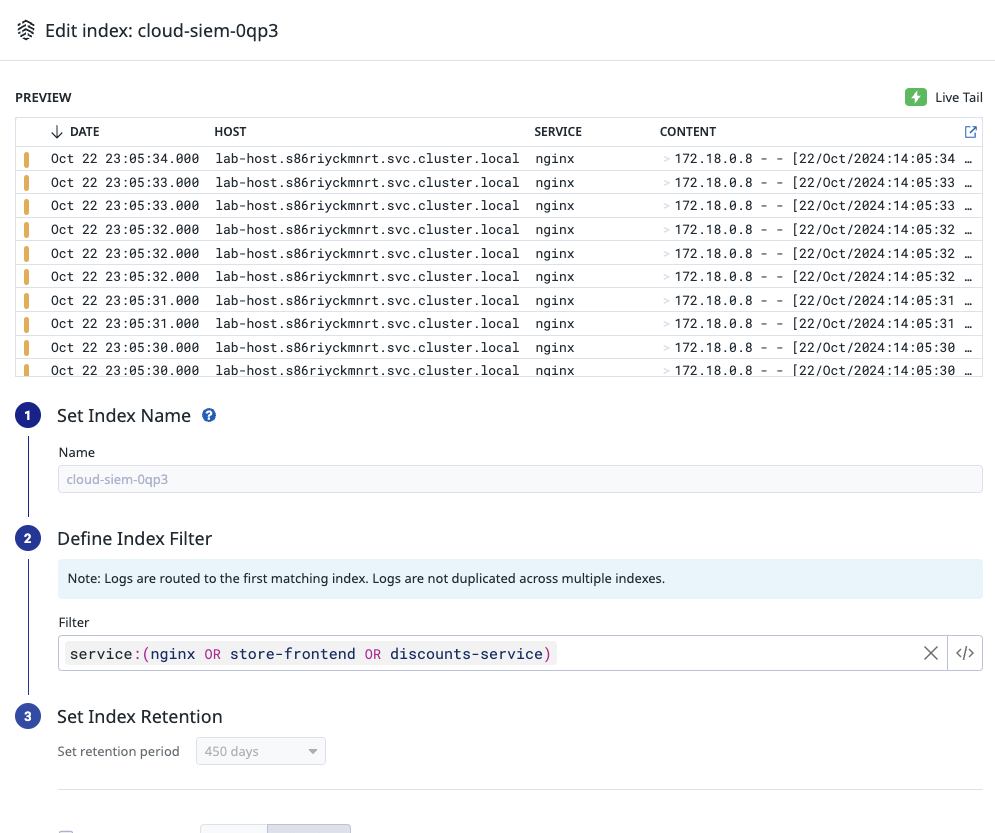 Edit index: cloud-siem-0qp3
PREVIEW Live Tail
DATE HOST SERVICE CONTENT
Oct 22 23:05:34.000 lab-host.s86riyckmnrt.svc.cluster.local nginx > 172.18.0.8 - - [22/Oct/2024:14:05:34 …
Oct 22 23:05:33.000 lab-host.s86riyckmnrt.svc.cluster.local nginx > 172.18.0.8 - - [22/Oct/2024:14:05:33 …
Oct 22 23:05:33.000 lab-host.s86riyckmnrt.svc.cluster.local nginx > 172.18.0.8 - - [22/Oct/2024:14:05:33 …
Oct 22 23:05:32.000 lab-host.s86riyckmnrt.svc.cluster.local nginx > 172.18.0.8 - - [22/Oct/2024:14:05:32 …
Oct 22 23:05:32.000 lab-host.s86riyckmnrt.svc.cluster.local nginx > 172.18.0.8 - - [22/Oct/2024:14:05:32 …
Oct 22 23:05:32.000 lab-host.s86riyckmnrt.svc.cluster.local nginx > 172.18.0.8 - - [22/Oct/2024:14:05:32 …
Oct 22 23:05:31.000 lab-host.s86riyckmnrt.svc.cluster.local nginx > 172.18.0.8 - - [22/Oct/2024:14:05:31 …
Oct 22 23:05:31.000 lab-host.s86riyckmnrt.svc.cluster.local nginx > 172.18.0.8 - - [22/Oct/2024:14:05:31 …
Oct 22 23:05:30.000 lab-host.s86riyckmnrt.svc.cluster.local nginx > 172.18.0.8 - - [22/Oct/2024:14:05:30 …
Oct 22 23:05:30.000 lab-host.s86riyckmnrt.svc.cluster.local nginx > 172.18.0.8 - - [22/Oct/2024:14:05:30 …
1 Set Index Name ?
Name
cloud-siem-0qp3
2 Define Index Filter
Note: Logs are routed to the first matching index. Logs are not duplicated across multiple indexes.
Filter
service:(nginx OR store-frontend OR discounts-service) </>
3 Set Index Retention
Set retention period 450 days